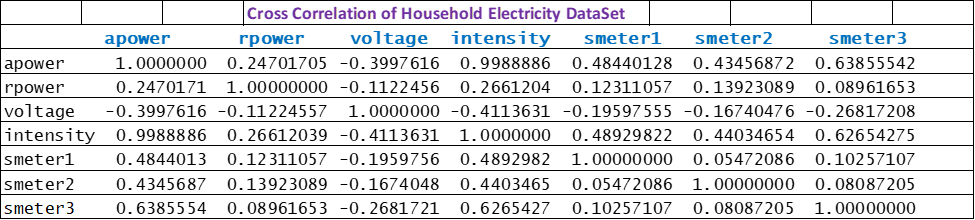 Cross Correlation of Household Electricity DataSet
apower rpower voltage intensity smeter1 smeter2 smeter3
apower 1.0000000 0.24701705 -0.3997616 0.9988886 0.48440128 0.43456872 0.63855542
rpower 0.2470171 1.00000000 -0.1122456 0.2661204 0.12311057 0.13923089 0.08961653
voltage -0.3997616 -0.11224557 1.0000000 -0.4113631 -0.19597555 -0.16740476 -0.26817208
intensity 0.9988886 0.26612039 -0.4113631 1.0000000 0.48929822 0.44034654 0.62654275
smeter1 0.4844013 0.12311057 -0.1959756 0.4892982 1.00000000 0.05472086 0.10257107
smeter2 0.4345687 0.13923089 -0.1674048 0.4403465 0.05472086 1.00000000 0.08087205
smeter3 0.6385554 0.08961653 -0.2681721 0.6265427 0.10257107 0.08087205 1.00000000